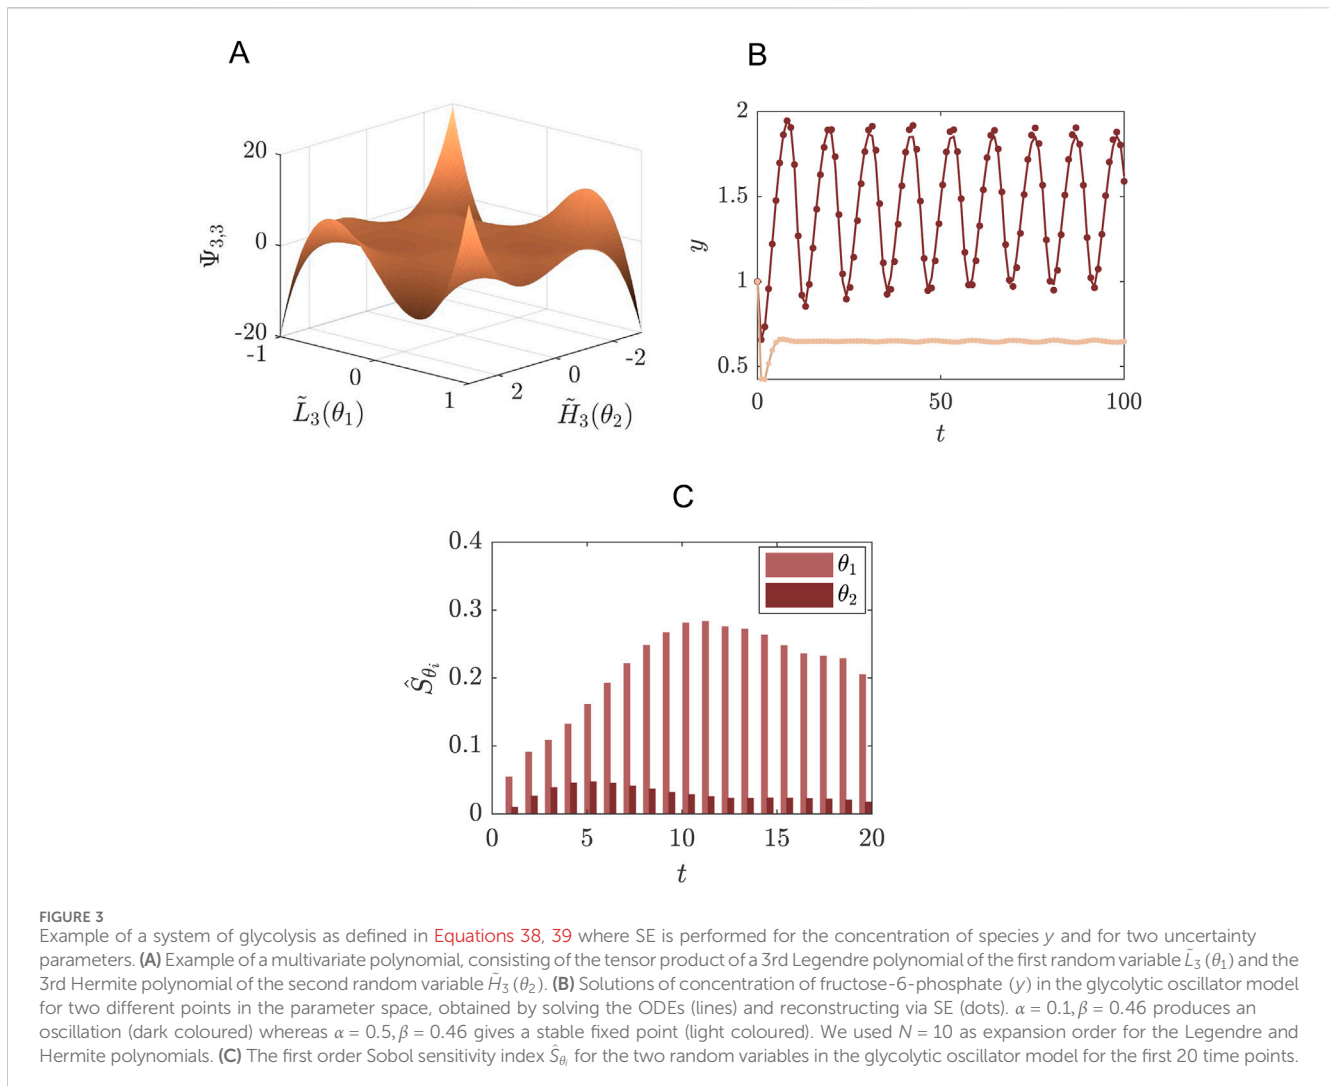 A
B
20
10
0
-10
-20
Ψ3,3
-1
0
1
2
0
-2
L̃3(θ1)
H̃3(θ2)
2
1.5
1
0.5
y
0
50
100
t
C
0.4
0.3
0.2
0.1
0
Ŝθi
θ1
θ2
0
5
10
15
20
t
FIGURE 3
Example of a system of glycolysis as defined in Equations 38, 39 where SE is performed for the concentration of species y and for two uncertainty
parameters. (A) Example of a multivariate polynomial, consisting of the tensor product of a 3rd Legendre polynomial of the first random variable L̃3 (θ1) and the
3rd Hermite polynomial of the second random variable H̃3 (θ2). (B) Solutions of concentration of fructose-6-phosphate (y) in the glycolytic oscillator model
for two different points in the parameter space, obtained by solving the ODEs (lines) and reconstructing via SE (dots). α = 0.1, β = 0.46 produces an
oscillation (dark coloured) whereas α = 0.5, β = 0.46 gives a stable fixed point (light coloured). We used N = 10 as expansion order for the Legendre and
Hermite polynomials. (C) The first order Sobol sensitivity index Ŝθi for the two random variables in the glycolytic oscillator model for the first 20 time points.